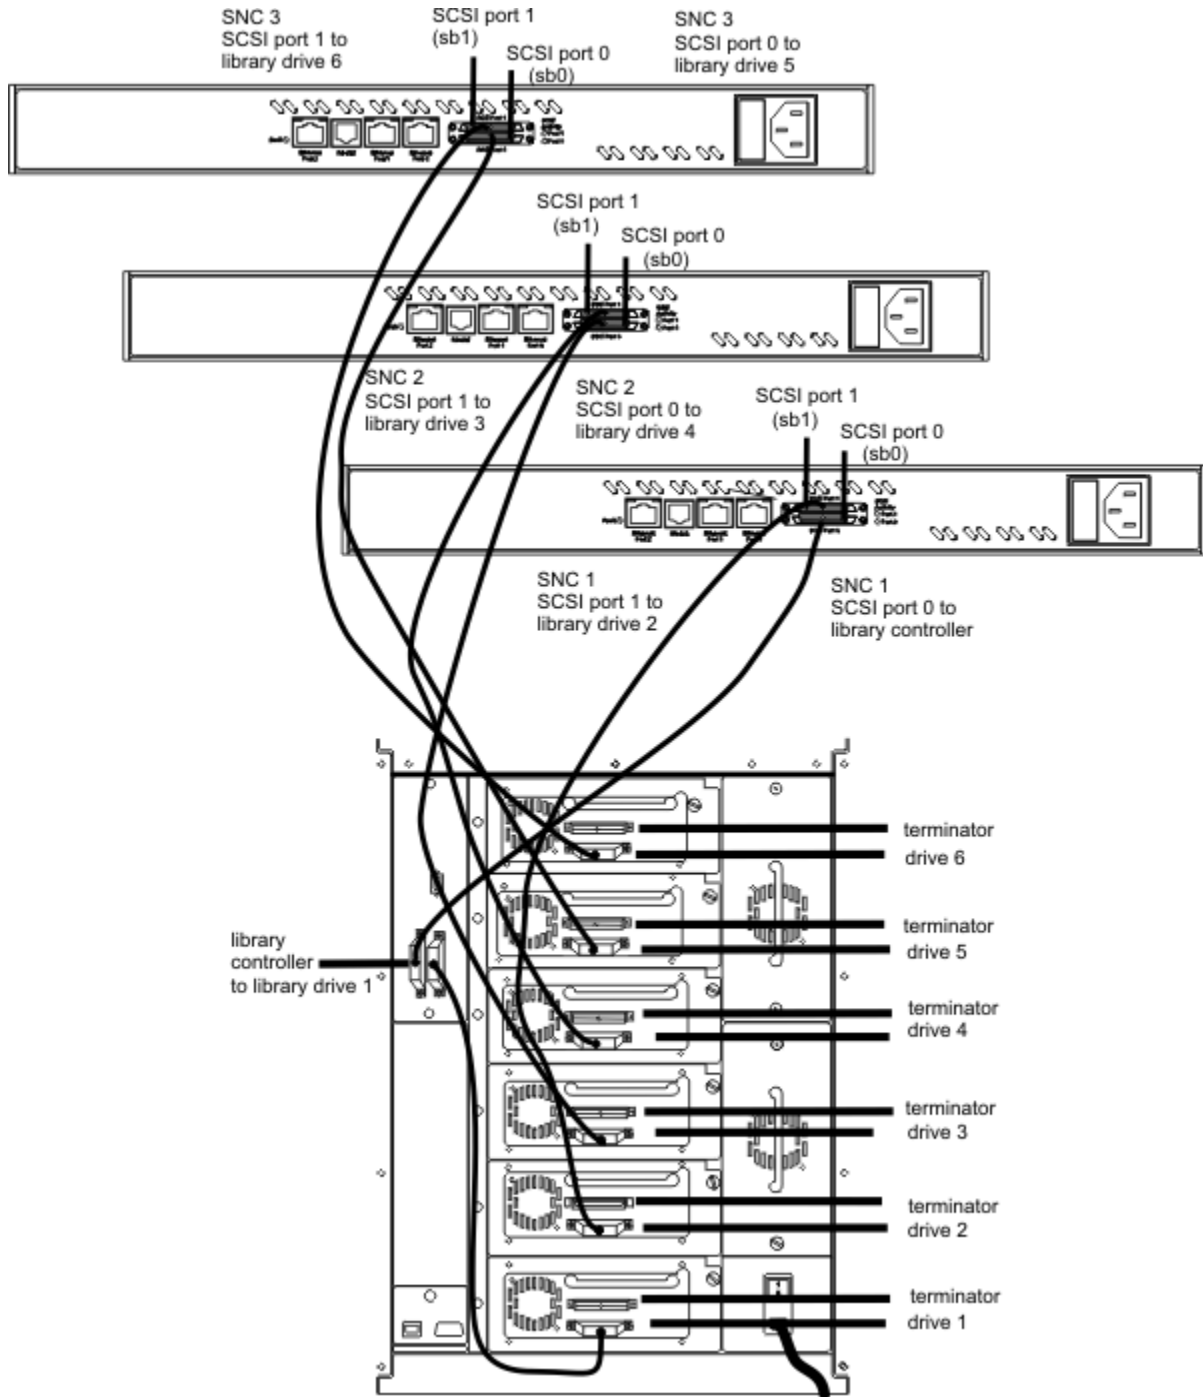 SNC 3
SCSI port 1 to
library drive 6
SCSI port 1
(sb1)
SCSI port 0
(sb0)
SNC 3
SCSI port 0 to
library drive 5
SCSI port 1
(sb1)
SCSI port 0
(sb0)
SNC 2
SCSI port 1 to
library drive 3
SNC 2
SCSI port 0 to
library drive 4
SCSI port 1
(sb1)
SCSI port 0
(sb0)
SNC 1
SCSI port 1 to
library drive 2
SNC 1
SCSI port 0 to
library controller
terminator
drive 6
terminator
drive 5
library
controller
to library drive 1
terminator
drive 4
terminator
drive 3
terminator
drive 2
terminator
drive 1